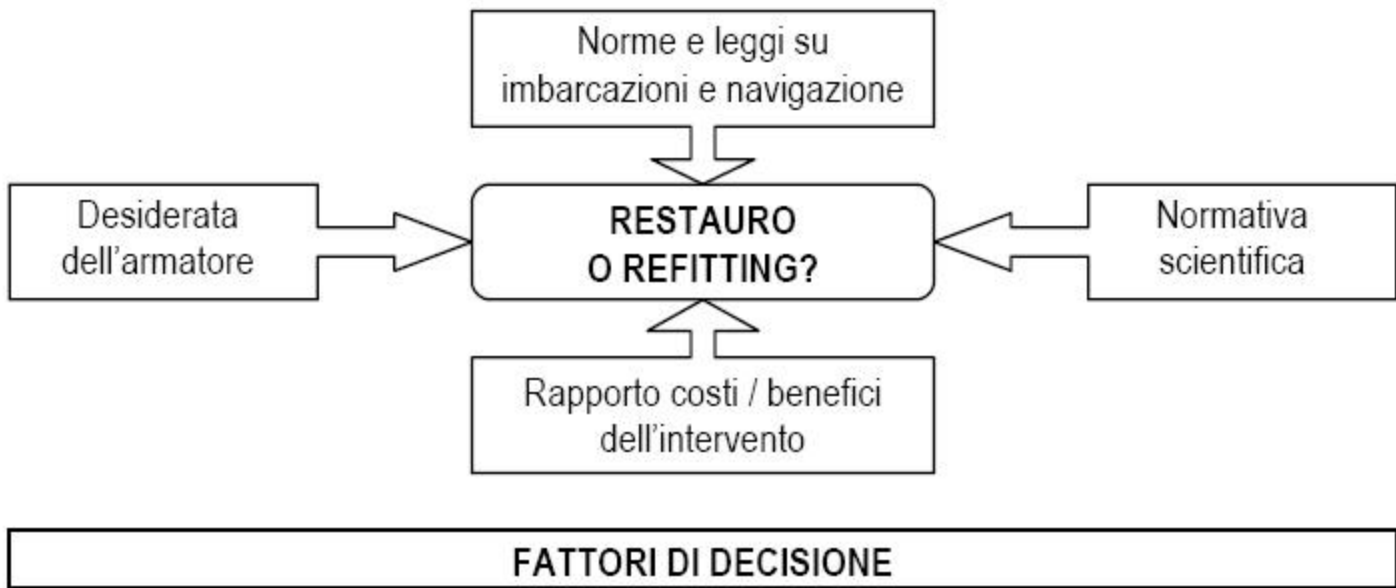 Norme e leggi su
imbarcazioni e navigazione
Desiderata
dell'armatore
RESTAURO
O REFITTING?
Normativa
scientifica
Rapporto costi / benefici
dell'intervento
FATTORI DI DECISIONE